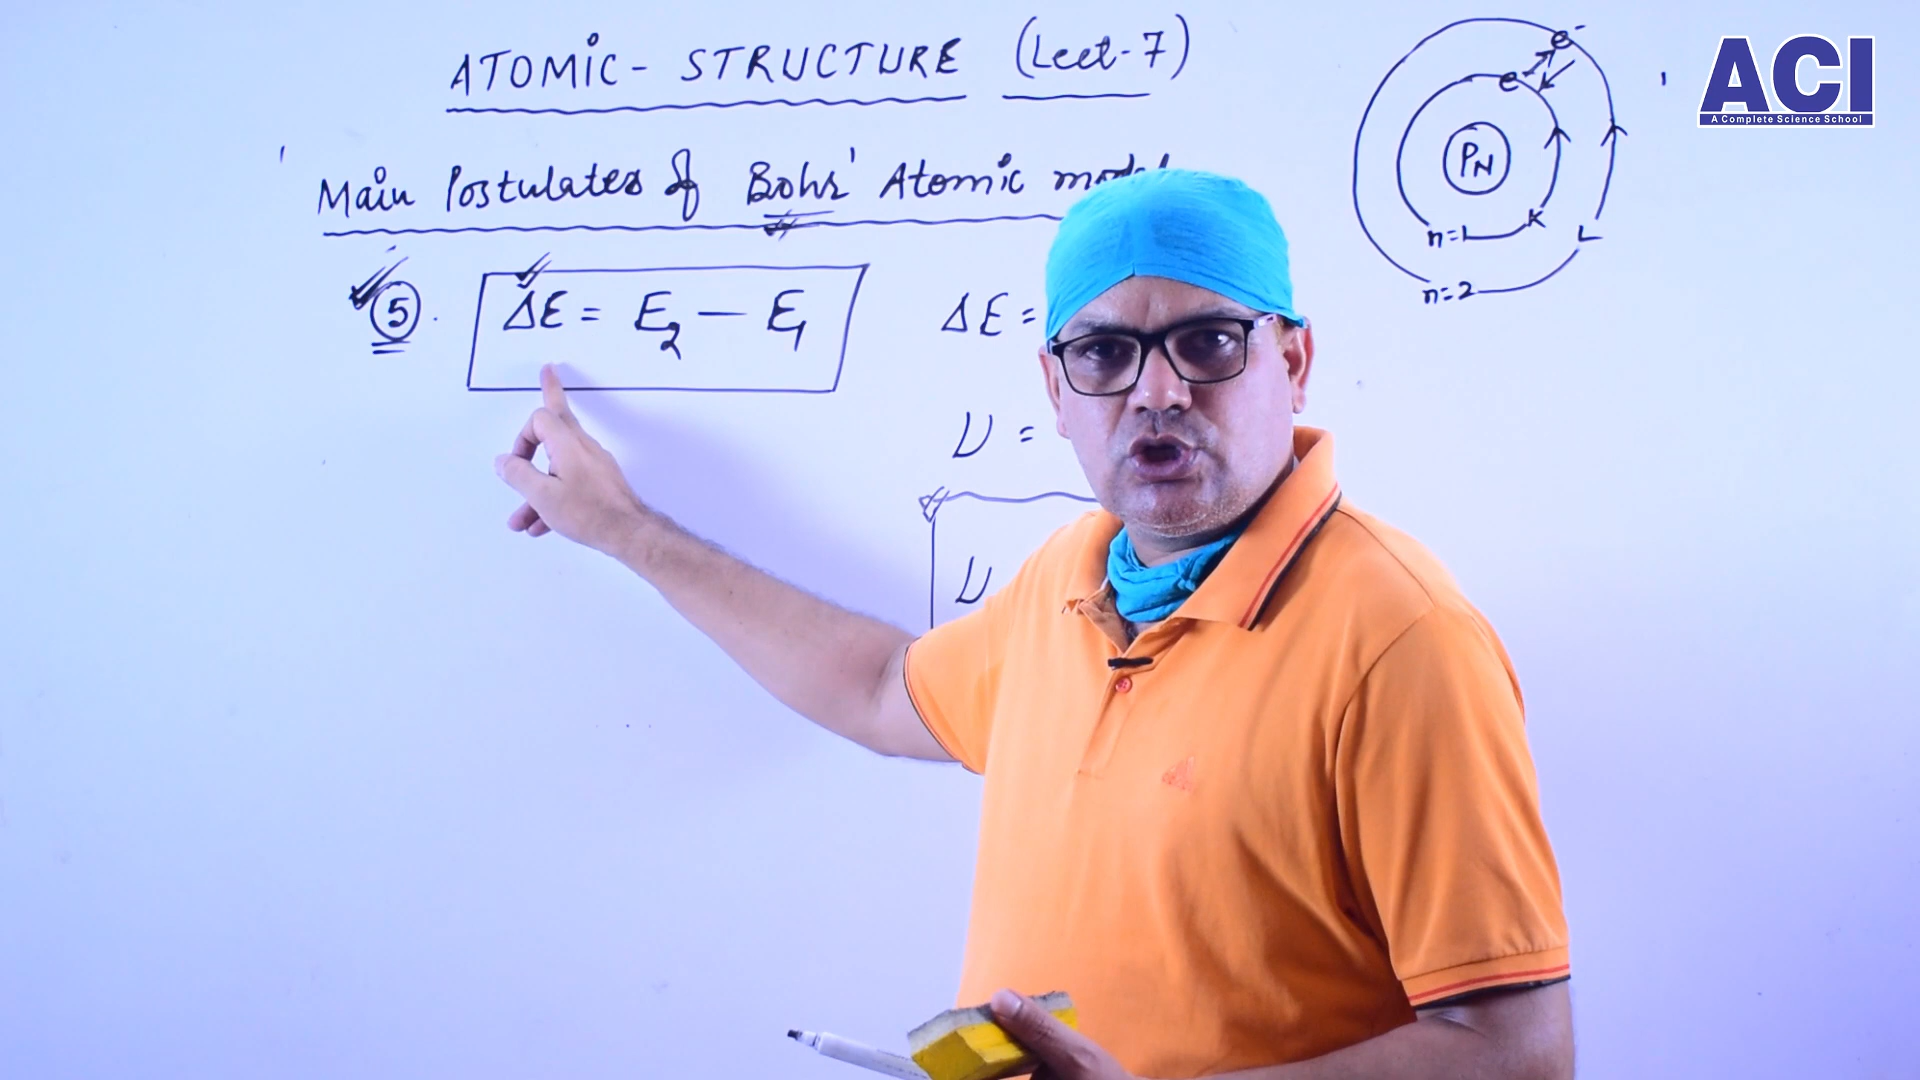 ATOMIC - STRUCTURE (Lect-7)
Main Postulates of Bohr' Atomic mod
5. ΔE = E₂ — E₁
ΔE =
ν =
ν
e-
e-
PN
n=1 K
n=2 L
ACI
A Complete Science School